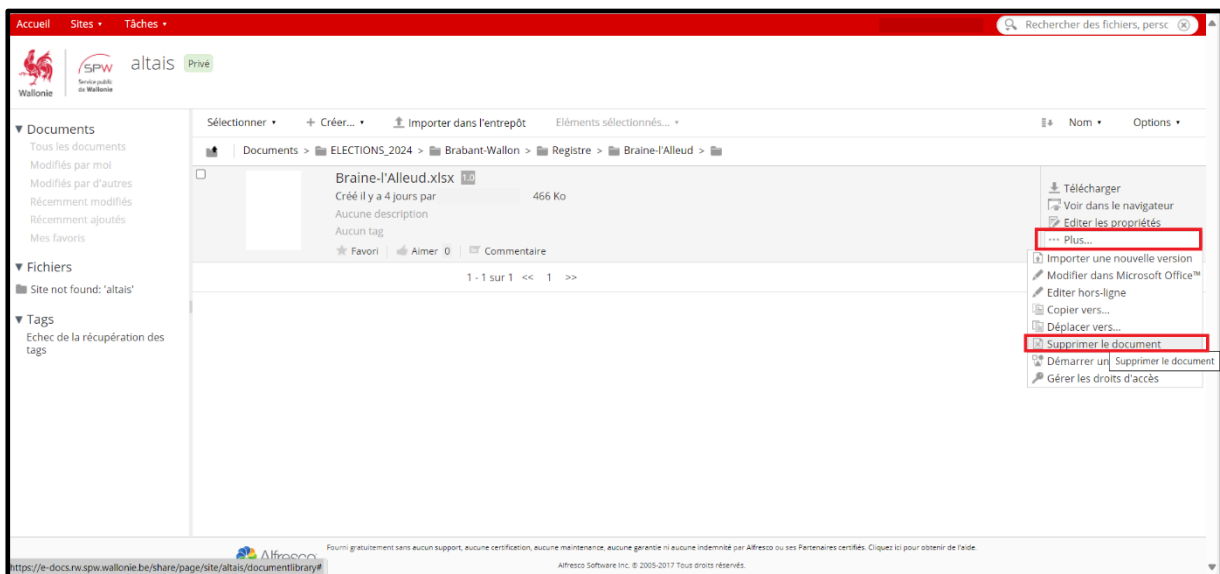 Accueil Sites Tâches
Rechercher des fichiers, persc
Wallonie
SPW
Service public
de Wallonie
altais Privé
Sélectionner + Créer... Importer dans l'entrepôt Eléments sélectionnés... Nom Options
Documents > ELECTIONS_2024 > Brabant-Wallon > Registre > Braine-l'Alleud >
Documents
Tous les documents
Modifiés par moi
Modifiés par d'autres
Récemment modifiés
Récemment ajoutés
Mes favoris
Fichiers
Site not found: 'altais'
Tags
Echec de la récupération des
tags
Braine-l'Alleud.xlsx 1.0
Créé il y a 4 jours par 466 Ko
Aucune description
Aucun tag
Favori Aimer 0 Commentaire
1 - 1 sur 1 << 1 >>
Télécharger
Voir dans le navigateur
Editer les propriétés
... Plus...
Importer une nouvelle version
Modifier dans Microsoft Office™
Editer hors-ligne
Copier vers...
Déplacer vers...
Supprimer le document
Démarrer un Supprimer le document
Gérer les droits d'accès
Alfresco
Fourni gratuitement sans aucun support, aucune certification, aucune maintenance, aucune garantie ni aucune indemnité par Alfresco ou ses Partenaires certifiés. Cliquez ici pour obtenir de l'aide.
Alfresco Software Inc. © 2005-2017 Tous droits réservés.
https://e-docs.rw.spw.wallonie.be/share/page/site/altais/documentlibrary#